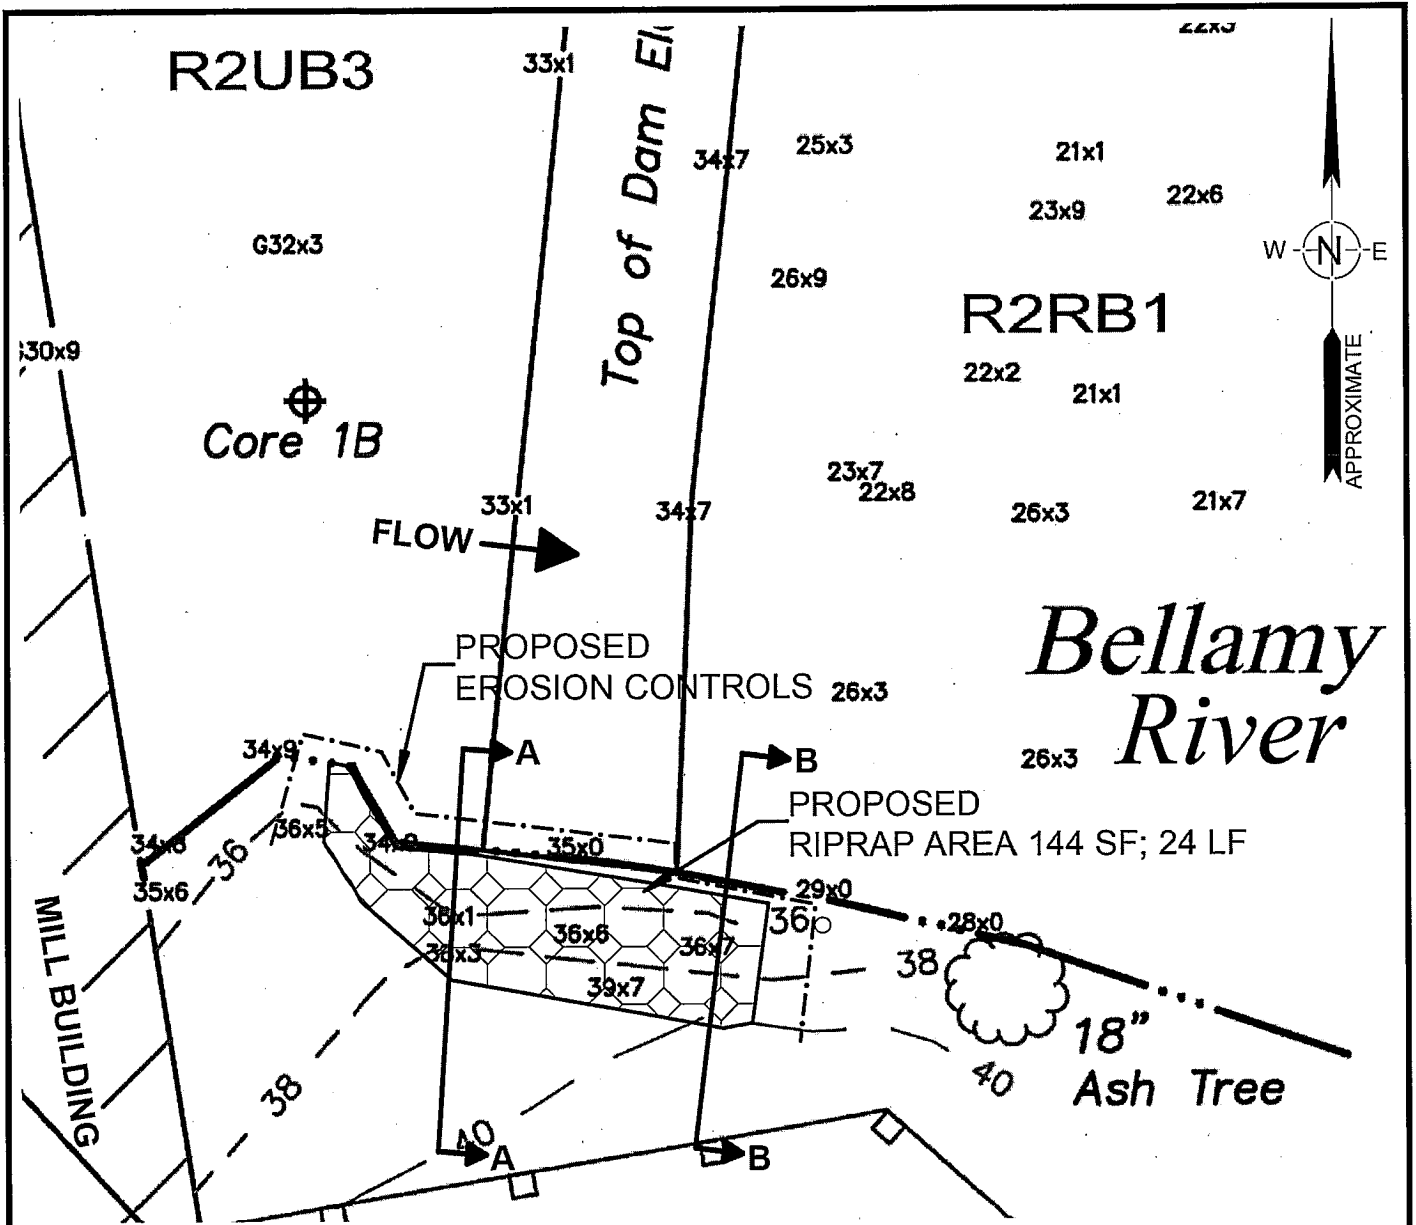 22x3
R2UB3
33x1
Top of Dam
34x7
25x3
21x1
22x6
23x9
G32x3
26x9
W N E
R2RB1
APPROXIMATE
30x9
22x2
21x1
Core 1B
23x7
22x8
33x1
34x7
26x3
21x7
FLOW
Bellamy
River
PROPOSED
EROSION CONTROLS
26x3
34x9
A
B
26x3
PROPOSED
RIPRAP AREA 144 SF; 24 LF
36x5
34x8
36
35x0
35x6
29x0
36
28x0
36x1
36x6
36x7
38
39x7
MILL BUILDING
18"
Ash Tree
38
40
40
A
B